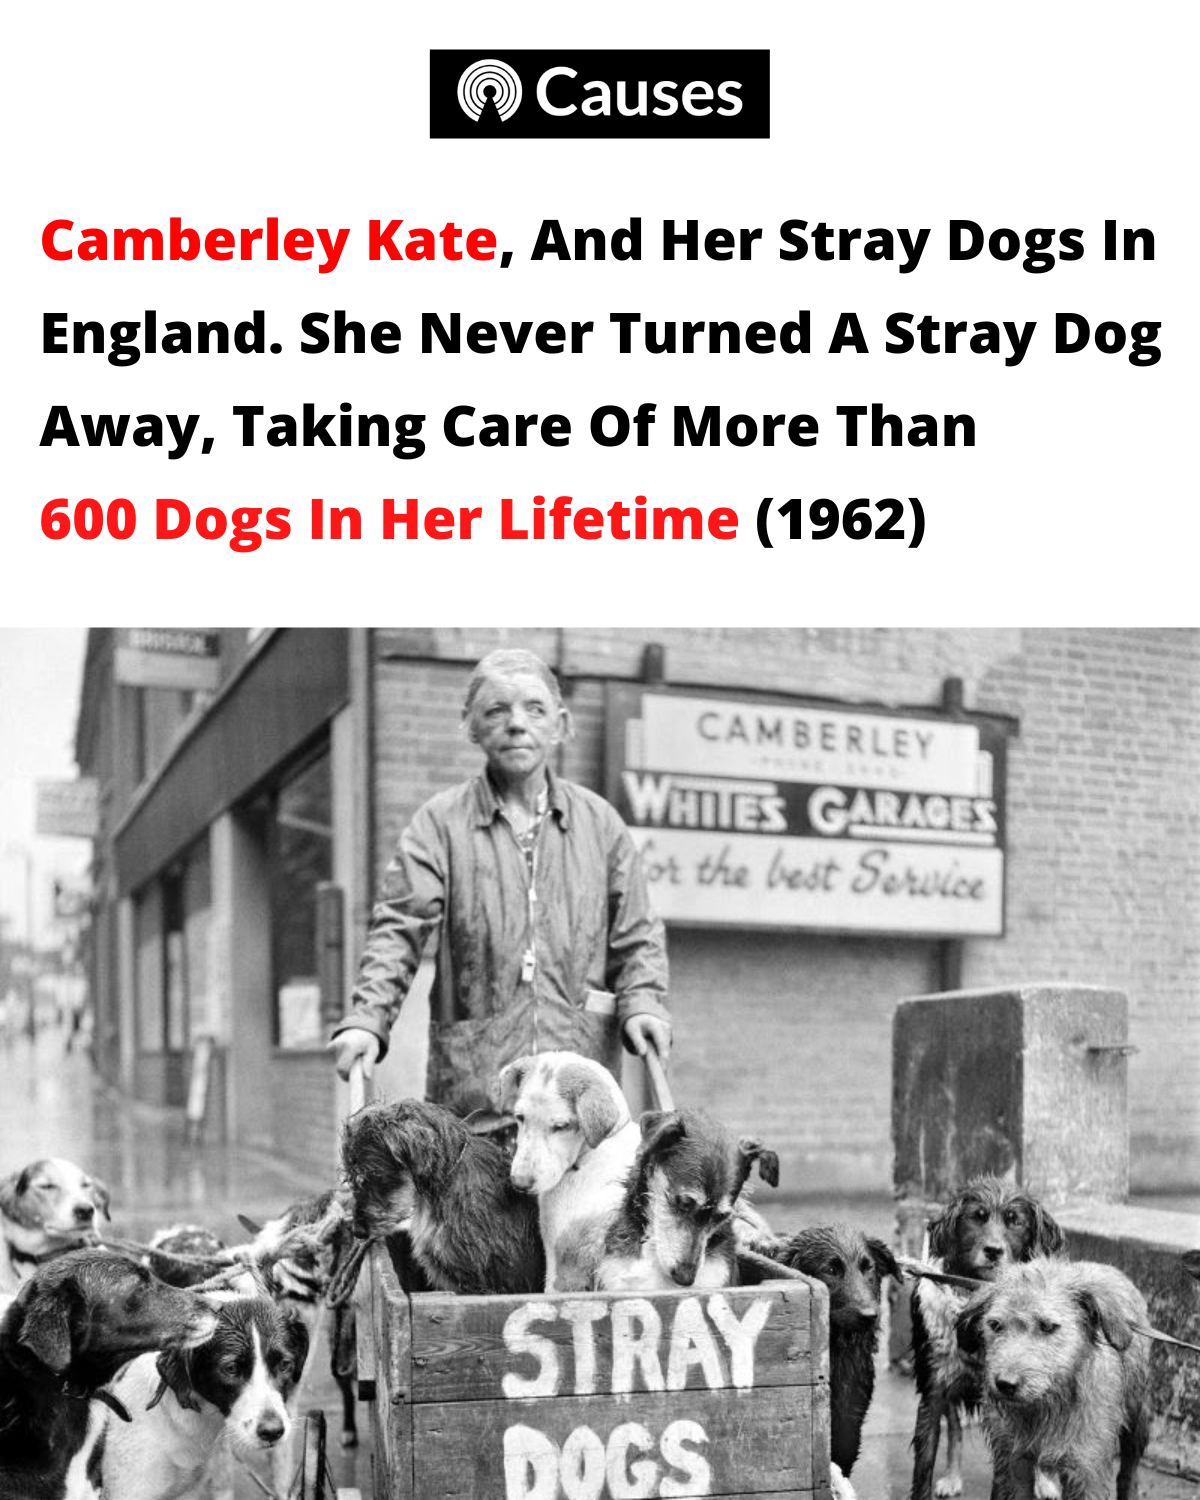 Causes
Camberley Kate, And Her Stray Dogs In
England. She Never Turned A Stray Dog
Away, Taking Care Of More Than
600 Dogs In Her Lifetime (1962)
CAMBERLEY
WHITES GARAGES
for the best Service
STRAY
DOGS